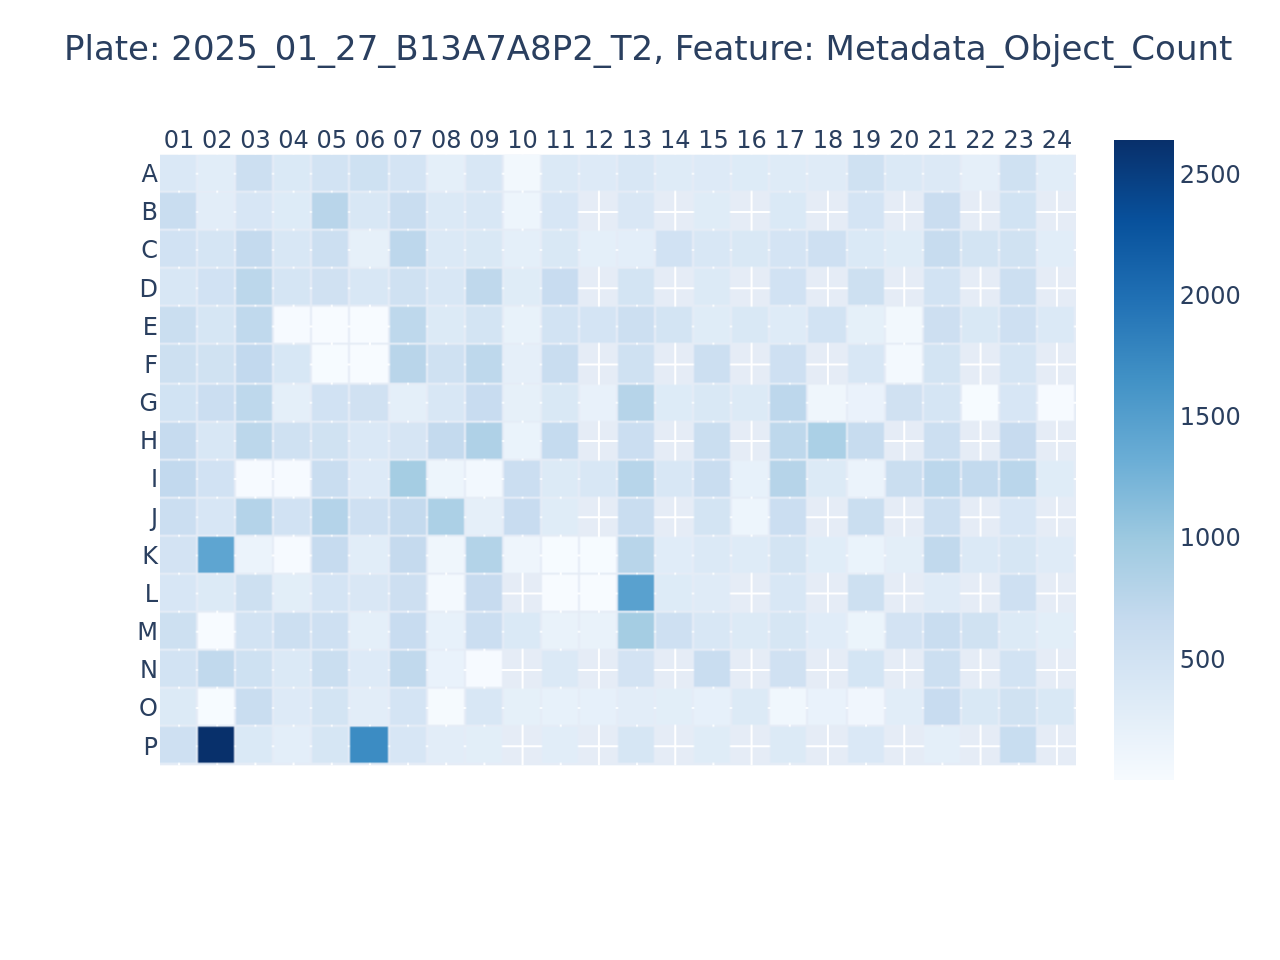 Plate: 2025_01_27_B13A7A8P2_T2, Feature: Metadata_Object_Count
01 02 03 04 05 06 07 08 09 10 11 12 13 14 15 16 17 18 19 20 21 22 23 24
A
B
C
D
E
F
G
H
I
J
K
L
M
N
O
P
2500
2000
1500
1000
500